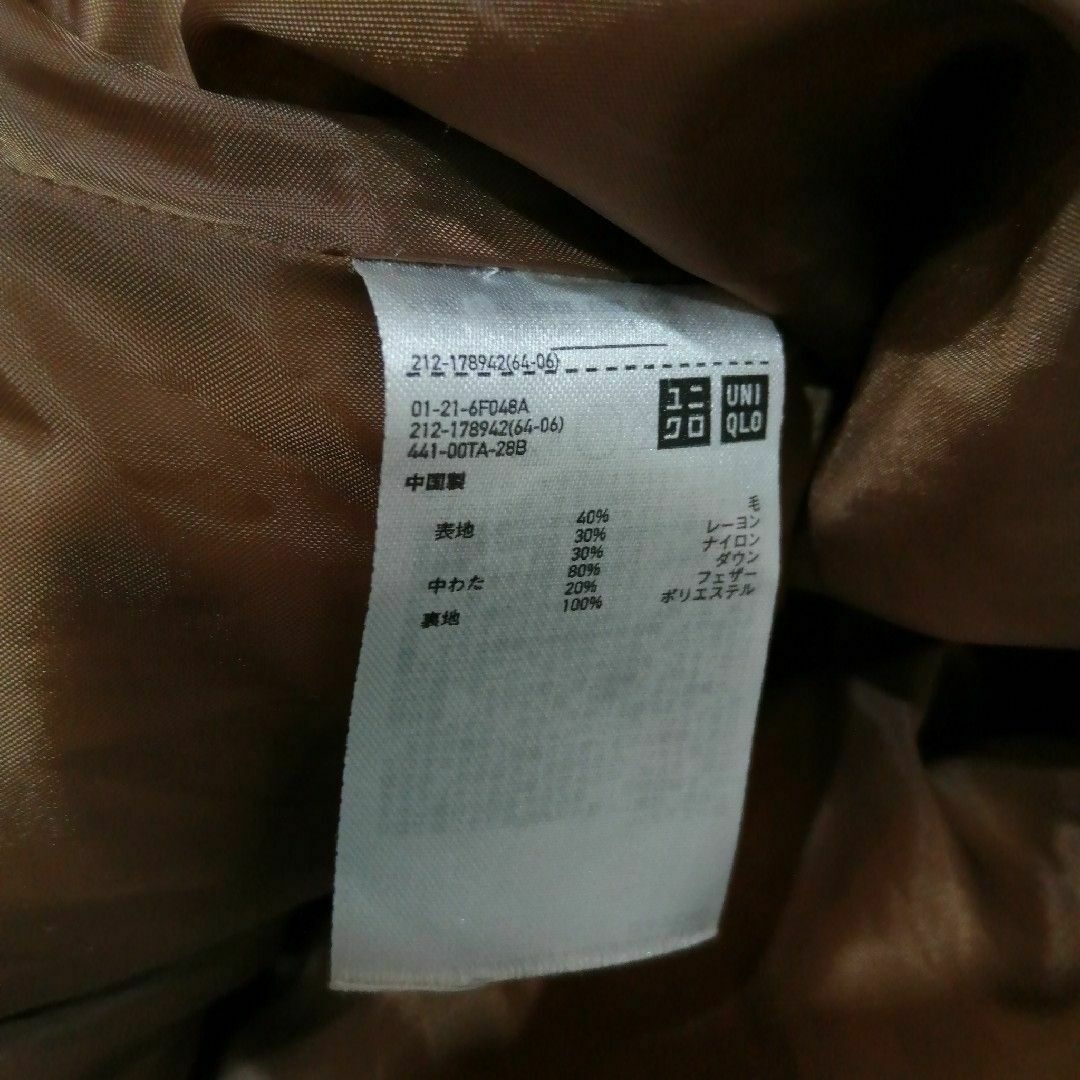 212-178942(64-06)
01-21-6F048A
212-178942(64-06)
441-00TA-28B
ユニクロ
UNIQLO
中国製
表地 40% 毛
30% レーヨン
30% ナイロン
中わた 80% ダウン
20% フェザー
裏地 100% ポリエステル